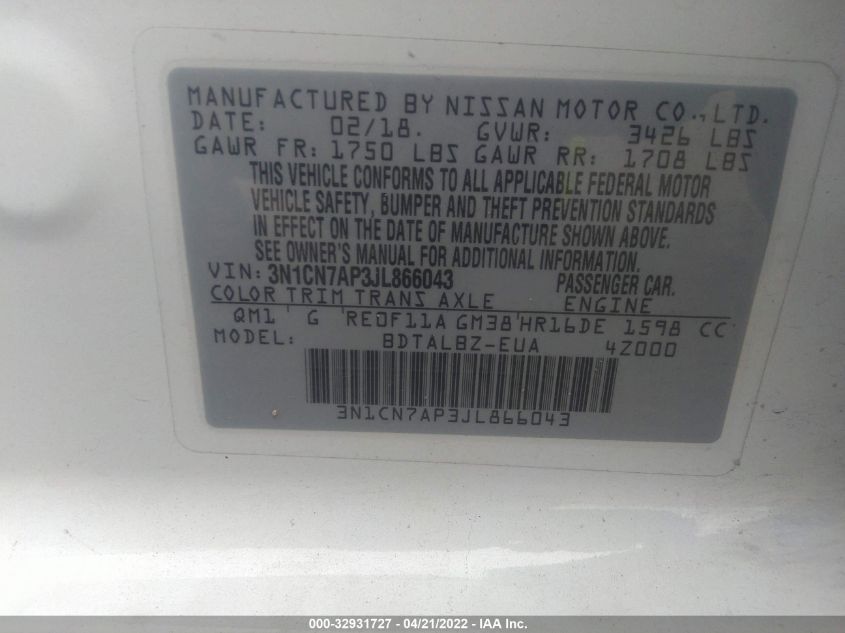 MANUFACTURED BY NISSAN MOTOR CO., LTD.
DATE: 02/18. GVWR: 3426 LBS
GAWR FR: 1750 LBS GAWR RR: 1708 LBS
THIS VEHICLE CONFORMS TO ALL APPLICABLE FEDERAL MOTOR
VEHICLE SAFETY, BUMPER AND THEFT PREVENTION STANDARDS
IN EFFECT ON THE DATE OF MANUFACTURE SHOWN ABOVE.
SEE OWNER'S MANUAL FOR ADDITIONAL INFORMATION.
VIN: 3N1CN7AP3JL866043 PASSENGER CAR.
COLOR TRIM TRANS AXLE ENGINE
QM1 G RE0F11A GM38 HR16DE 1598 CC
MODEL: BDTALBZ-EUA 4Z000
3N1CN7AP3JL866043
000-32931727 - 04/21/2022 - IAA Inc.